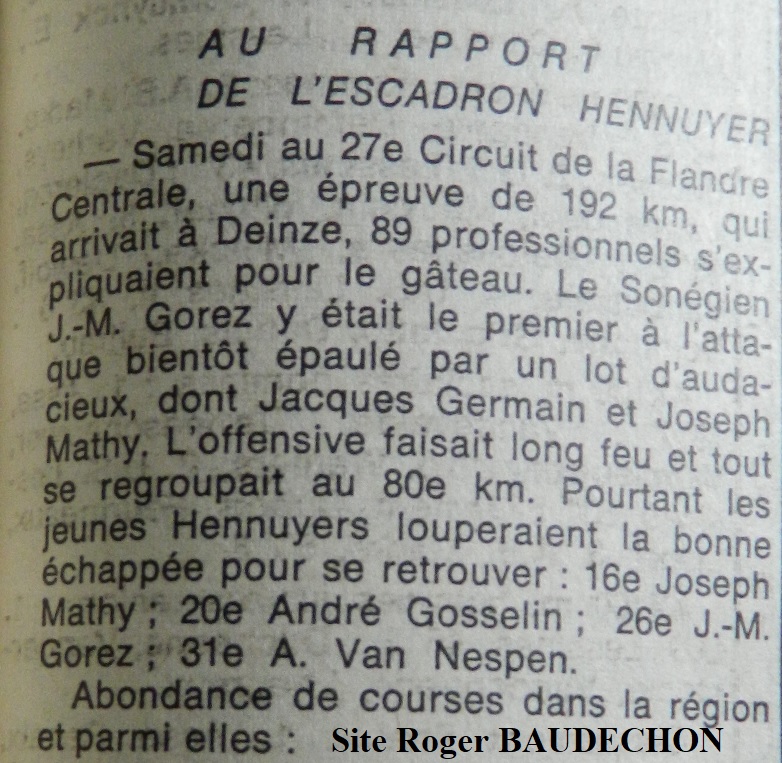 AU RAPPORT
DE L'ESCADRON HENNUYER
— Samedi au 27e Circuit de la Flandre
Centrale, une épreuve de 192 km, qui
arrivait à Deinze, 89 professionnels s'ex-
pliquaient pour le gâteau. Le Sonégien
J.-M. Gorez y était le premier à l'atta-
que bientôt épaulé par un lot d'auda-
cieux, dont Jacques Germain et Joseph
Mathy. L'offensive faisait long feu et tout
se regroupait au 80e km. Pourtant les
jeunes Hennuyers louperaient la bonne
échappée pour se retrouver : 16e Joseph
Mathy ; 20e André Gosselin ; 26e J.-M.
Gorez ; 31e A. Van Nespen.
Abondance de courses dans la région
et parmi elles : Site Roger BAUDECHON